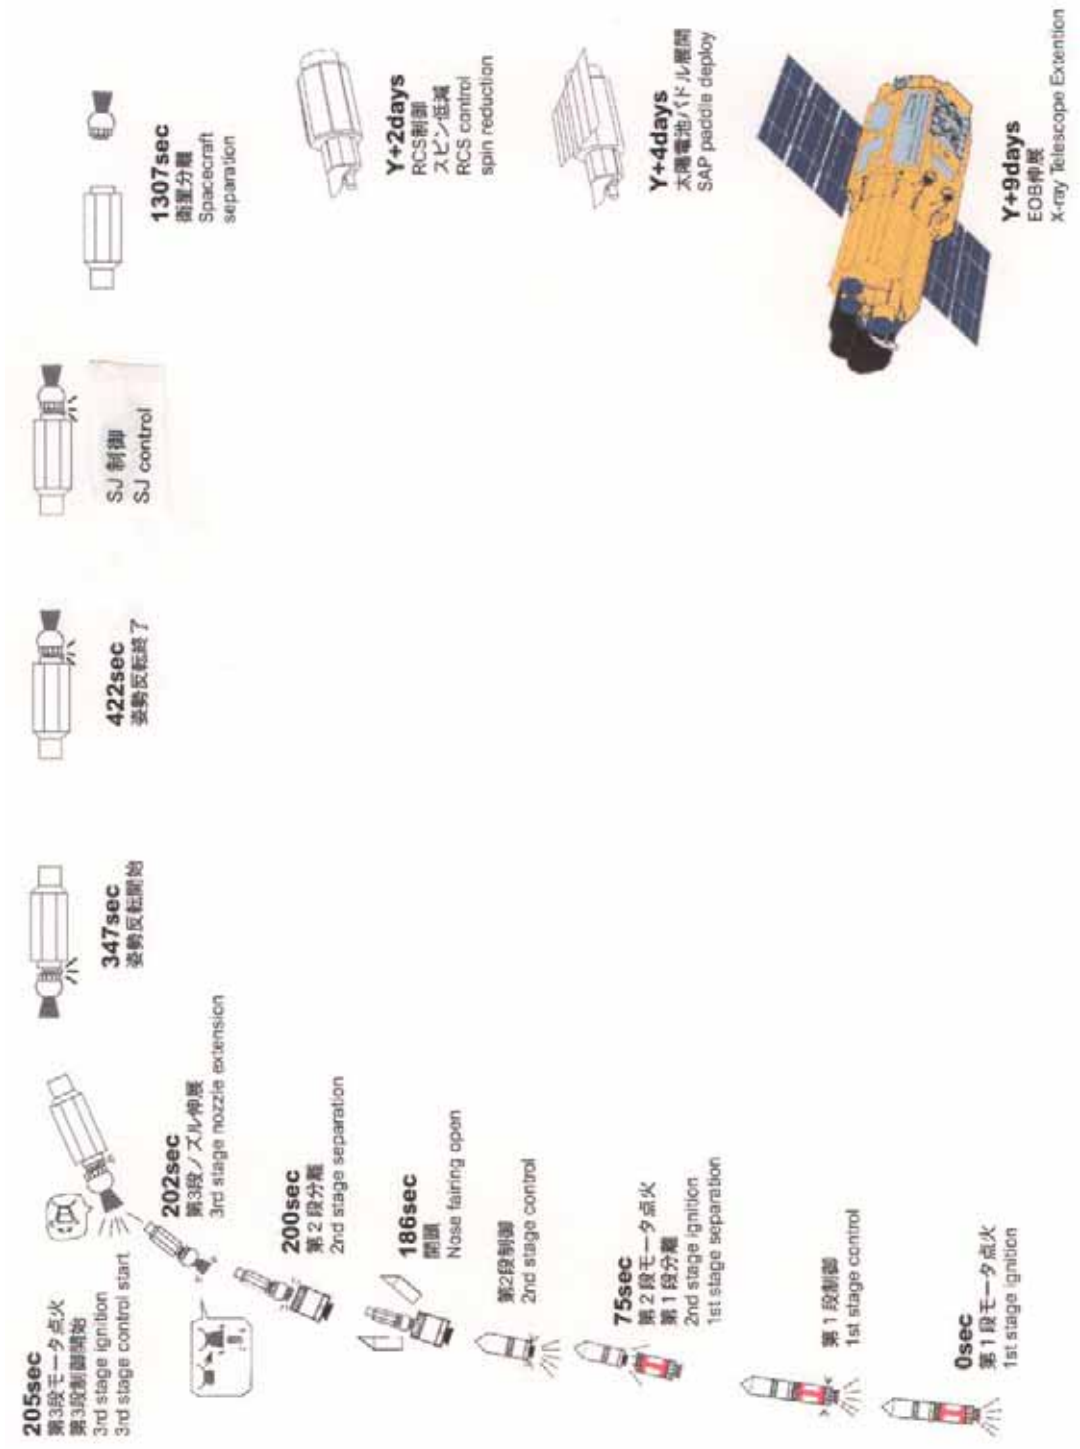 0sec
第1段モータ点火
1st stage ignition
第1段制御
1st stage control
75sec
第2段モータ点火
第1段分離
2nd stage ignition
1st stage separation
第2段制御
2nd stage control
186sec
開頭
Nose fairing open
200sec
第2段分離
2nd stage separation
202sec
第3段ノズル伸展
3rd stage nozzle extension
205sec
第3段モータ点火
第3段制御開始
3rd stage ignition
3rd stage control start
347sec
姿勢反転開始
422sec
姿勢反転終了
SJ 制御
SJ control
1307sec
衛星分離
Spacecraft
separation
Y+2days
RCS制御
スピン低減
RCS control
spin reduction
Y+4days
太陽電池パドル展開
SAP paddle deploy
Y+9days
EOB伸展
X-ray Telescope Extention